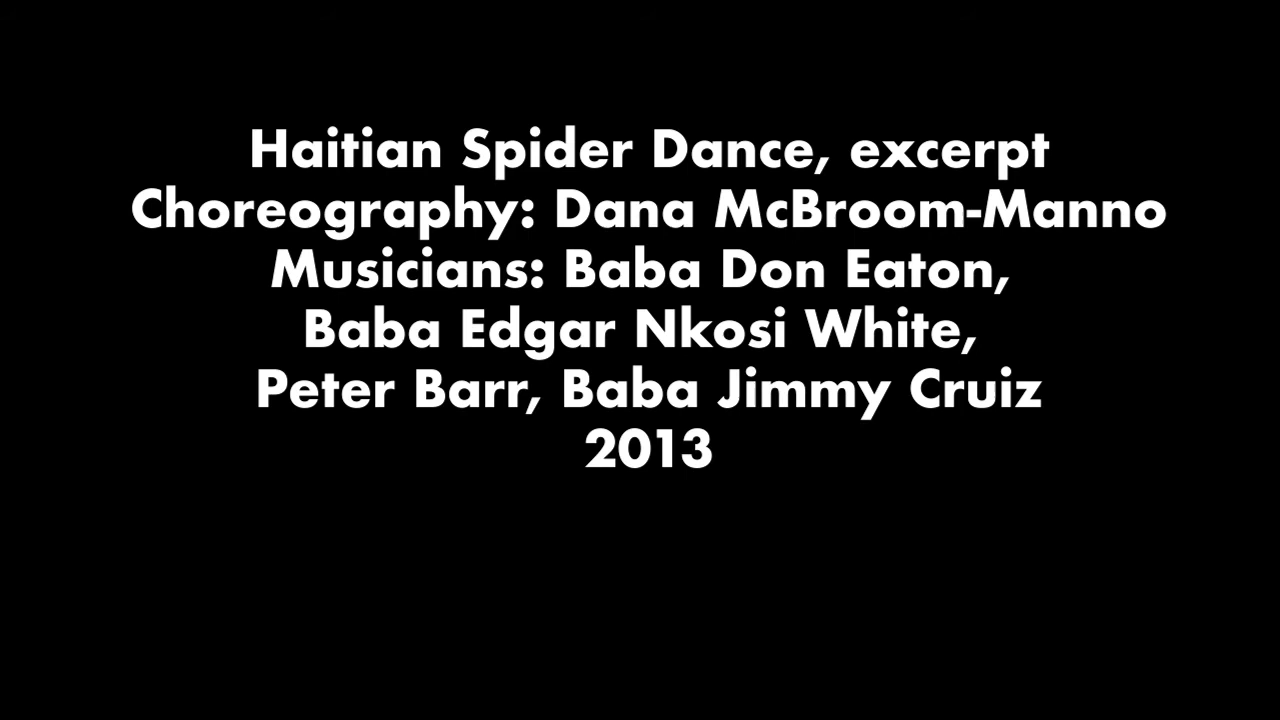 Haitian Spider Dance, excerpt
Choreography: Dana McBroom-Manno
Musicians: Baba Don Eaton,
Baba Edgar Nkosi White,
Peter Barr, Baba Jimmy Cruiz
2013